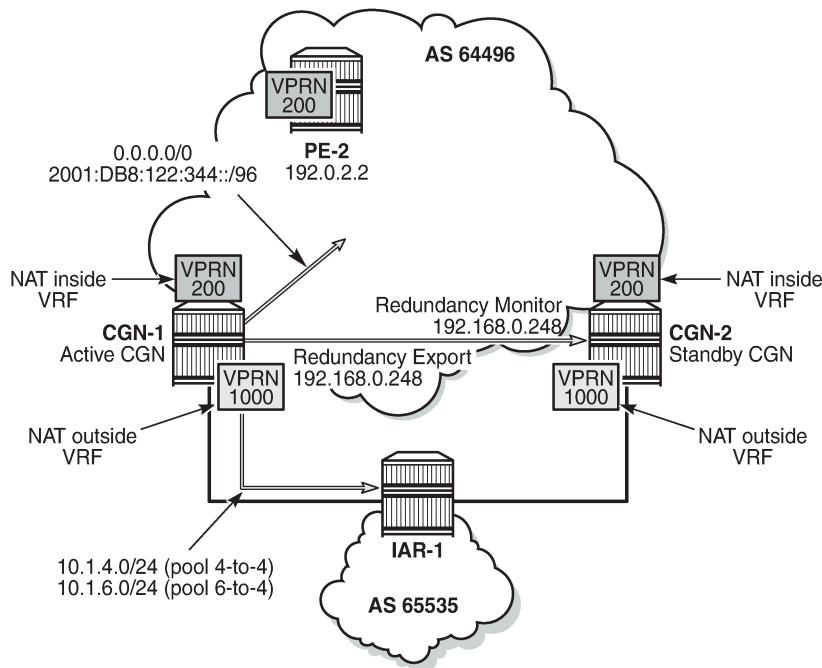 AS 64496
VPRN
200
PE-2
192.0.2.2
0.0.0.0/0
2001:DB8:122:344::/96
NAT inside
VRF
VPRN
200
VPRN
200
NAT inside
VRF
Redundancy Monitor
192.168.0.248
CGN-1
Active CGN
CGN-2
Standby CGN
Redundancy Export
192.168.0.248
VPRN
1000
VPRN
1000
NAT outside
VRF
NAT outside
VRF
IAR-1
10.1.4.0/24 (pool 4-to-4)
10.1.6.0/24 (pool 6-to-4)
AS 65535